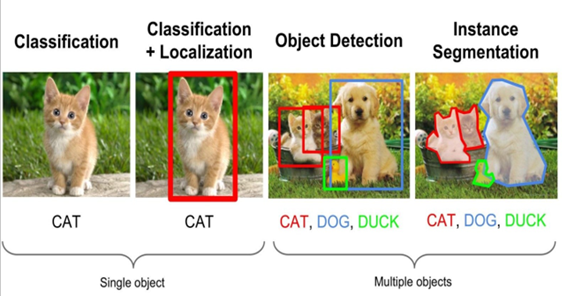 Classification
Classification
+ Localization
Object Detection
Instance
Segmentation
CAT
CAT
CAT, DOG, DUCK
CAT, DOG, DUCK
Single object
Multiple objects